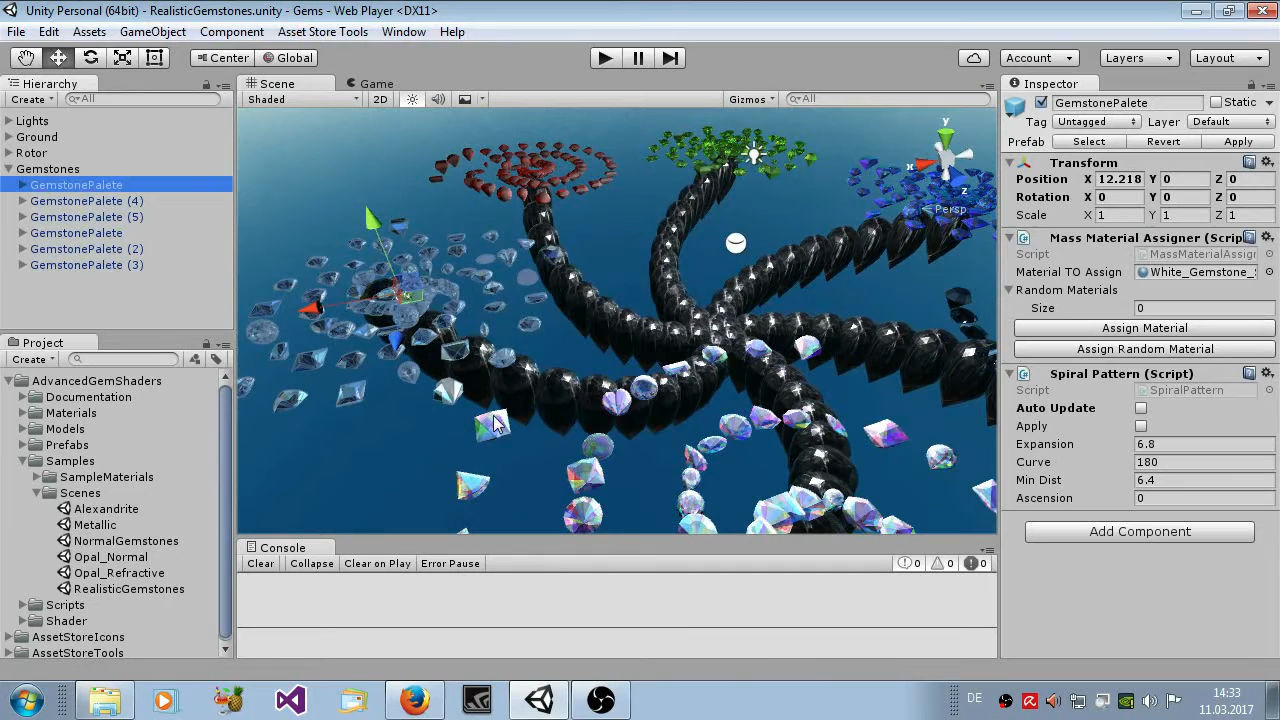 Unity Personal (64bit) - RealisticGemstones.unity - Gems - Web Player <DX11>
File Edit Assets GameObject Component Asset Store Tools Window Help
Center Global Account Layers Layout
Hierarchy
Create All
Lights
Ground
Rotor
Gemstones
GemstonePalete
GemstonePalete (4)
GemstonePalete (5)
GemstonePalete
GemstonePalete (2)
GemstonePalete (3)
Project
Create
AdvancedGemShaders
Documentation
Materials
Models
Prefabs
Samples
SampleMaterials
Scenes
Alexandrite
Metallic
NormalGemstones
Opal_Normal
Opal_Refractive
RealisticGemstones
Scripts
Shader
AssetStoreIcons
AssetStoreTools
Scene Game
Shaded 2D Gizmos All
y
x
z
Persp
Console
Clear Collapse Clear on Play Error Pause 0 0 0
Inspector
GemstonePalete Static
Tag Untagged Layer Default
Prefab Select Revert Apply
Transform
Position X 12.218 Y 0 Z 0
Rotation X 0 Y 0 Z 0
Scale X 1 Y 1 Z 1
Mass Material Assigner (Scrip
Script MassMaterialAssig
Material TO Assign White_Gemstone_
Random Materials
Size 0
Assign Material
Assign Random Material
Spiral Pattern (Script)
Script SpiralPattern
Auto Update
Apply
Expansion 6.8
Curve 180
Min Dist 6.4
Ascension 0
Add Component
DE 14:33
11.03.2017